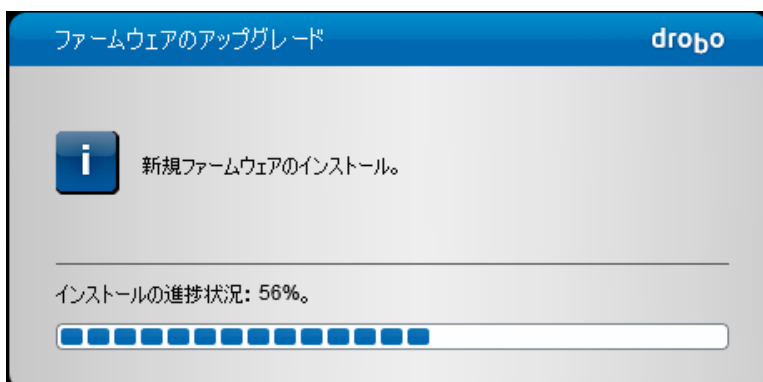 ファームウェアのアップグレード drobo
i
新規ファームウェアのインストール。
インストールの進捗状況: 56%。